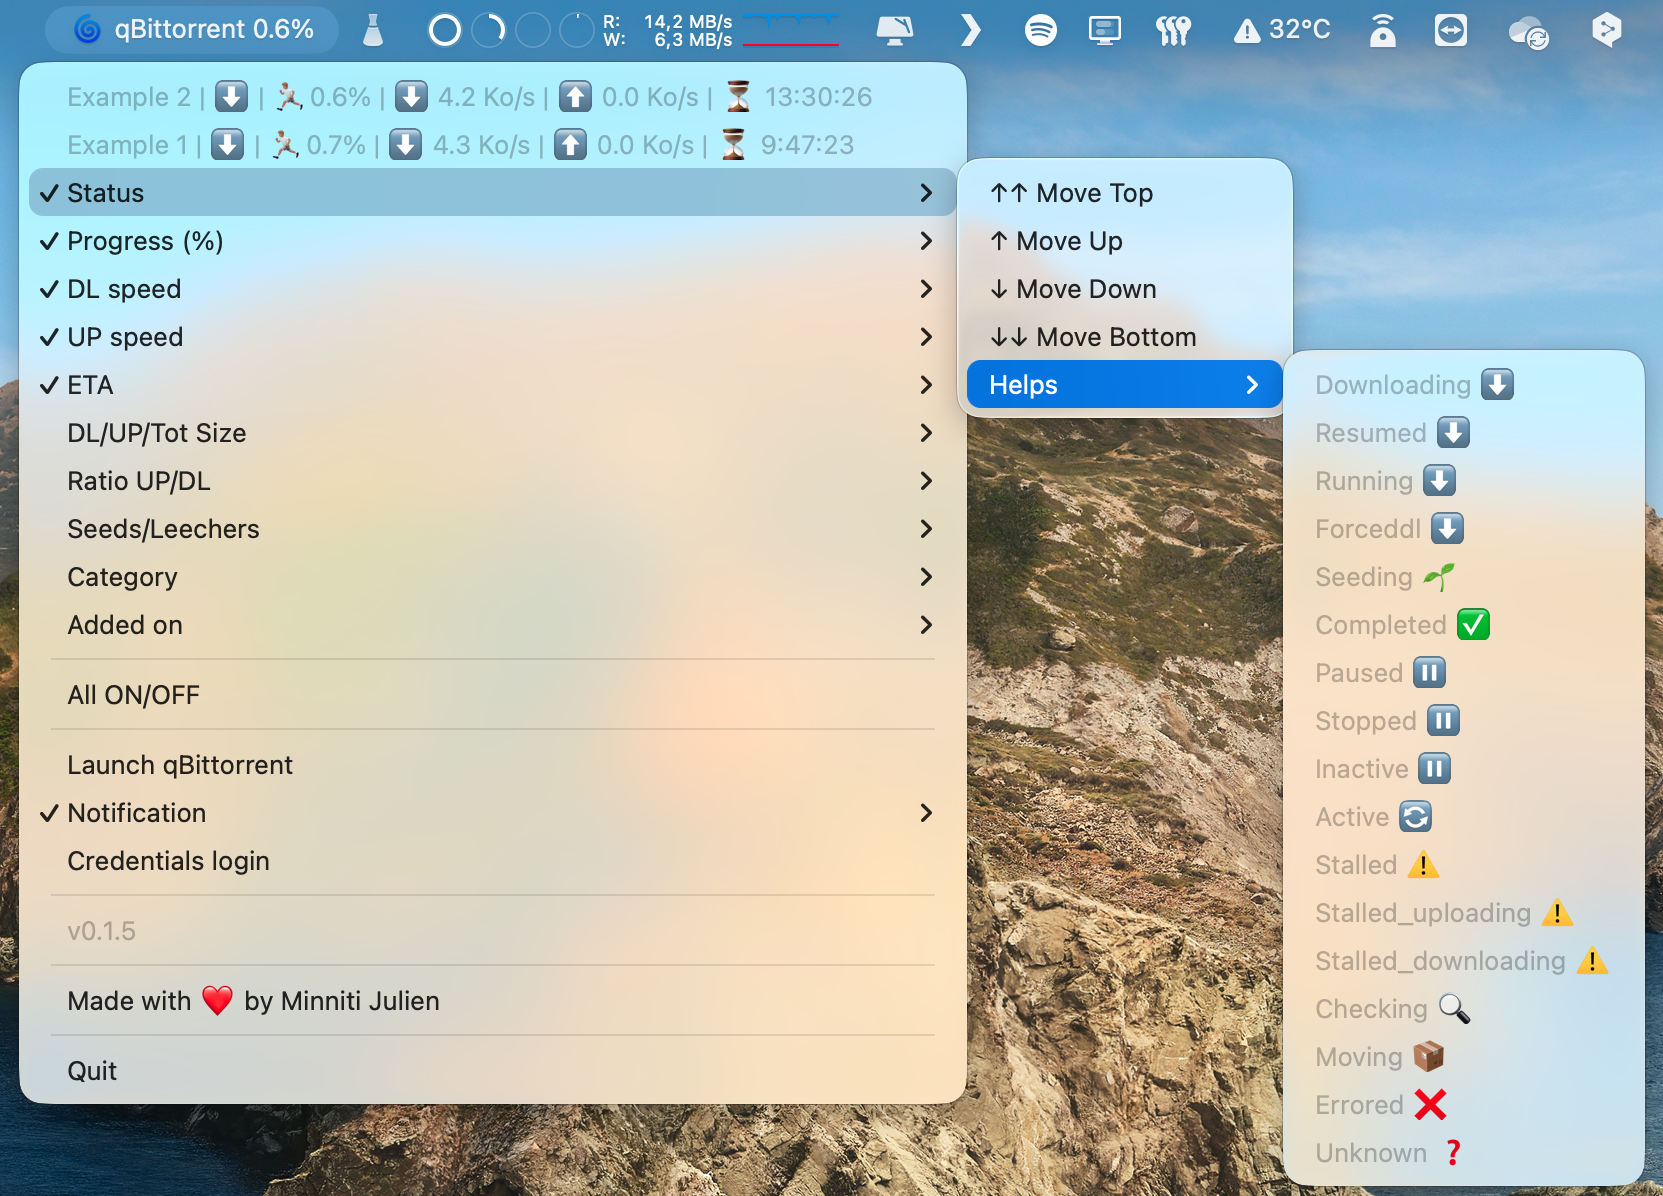 qBittorrent 0.6%
R: 14,2 MB/s
W: 6,3 MB/s
32°C
Example 2 | ⬇️ | 🏃 0.6% | ⬇️ 4.2 Ko/s | ⬆️ 0.0 Ko/s | ⏳ 13:30:26
Example 1 | ⬇️ | 🏃 0.7% | ⬇️ 4.3 Ko/s | ⬆️ 0.0 Ko/s | ⏳ 9:47:23
✓ Status
✓ Progress (%)
✓ DL speed
✓ UP speed
✓ ETA
DL/UP/Tot Size
Ratio UP/DL
Seeds/Leechers
Category
Added on
All ON/OFF
Launch qBittorrent
✓ Notification
Credentials login
v0.1.5
Made with ❤️ by Minniti Julien
Quit
↑↑ Move Top
↑ Move Up
↓ Move Down
↓↓ Move Bottom
Helps
Downloading ⬇️
Resumed ⬇️
Running ⬇️
Forceddl ⬇️
Seeding 🌱
Completed ✅
Paused ⏸️
Stopped ⏸️
Inactive ⏸️
Active 🔄
Stalled ⚠️
Stalled_uploading ⚠️
Stalled_downloading ⚠️
Checking 🔍
Moving 📦
Errored ❌
Unknown ❓